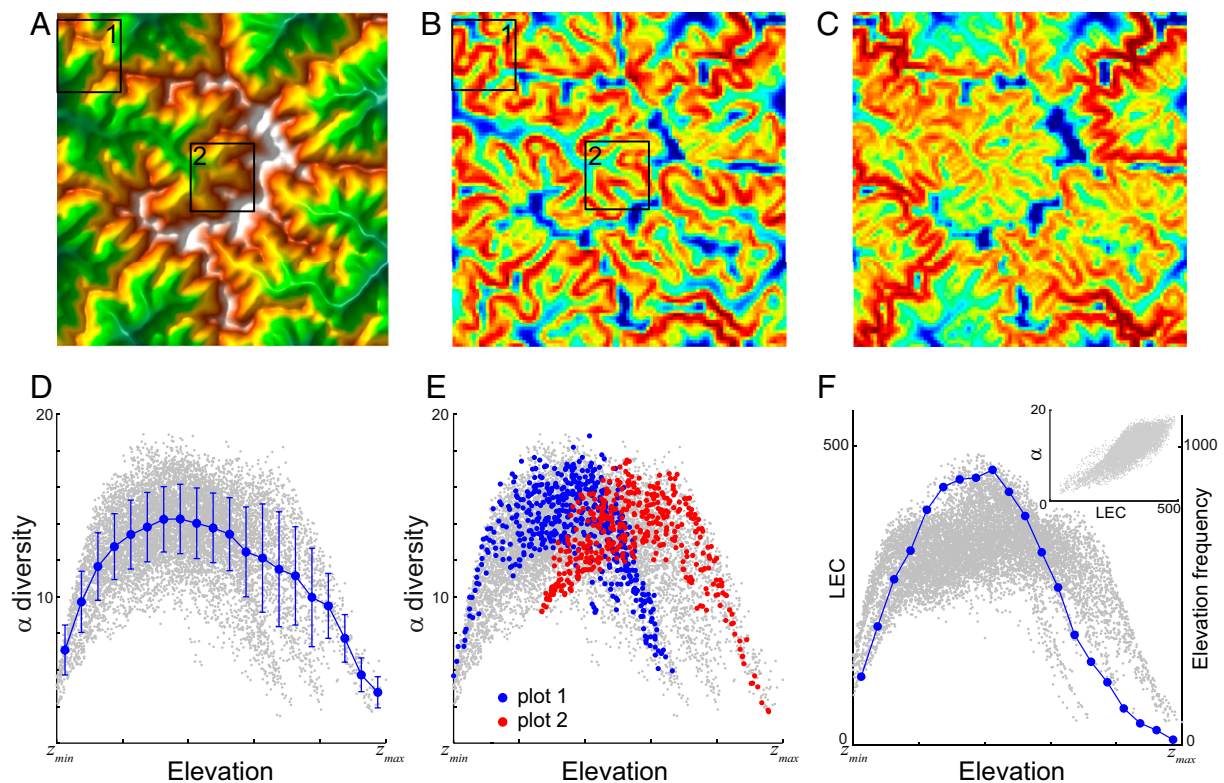 A
1
2
B
1
2
C
D
20
10
α diversity
z_min
z_max
Elevation
E
20
10
α diversity
plot 1
plot 2
z_min
z_max
Elevation
F
500
LEC
0
20
α
0
LEC
500
1000
Elevation frequency
0
z_min
z_max
Elevation